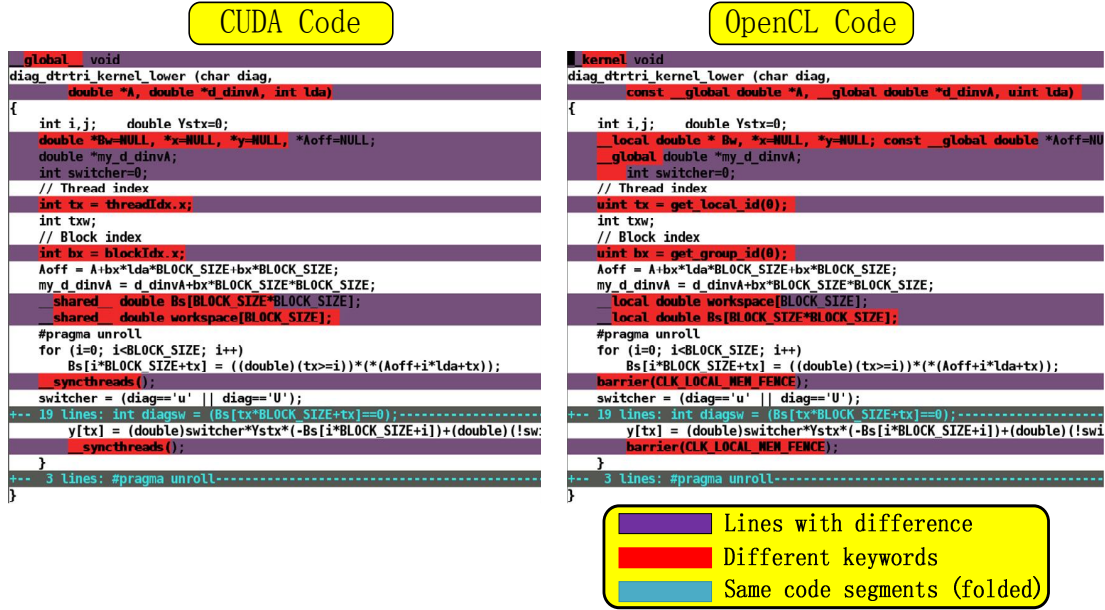 CUDA Code
__global__ void
diag_dtrtri_kernel_lower (char diag,
double *A, double *d_dinvA, int lda)
{
int i,j;    double Ystx=0;
double *Bw=NULL, *x=NULL, *y=NULL, *Aoff=NULL;
double *my_d_dinvA;
int switcher=0;
// Thread index
int tx = threadIdx.x;
int txw;
// Block index
int bx = blockIdx.x;
Aoff = A+bx*lda*BLOCK_SIZE+bx*BLOCK_SIZE;
my_d_dinvA = d_dinvA+bx*BLOCK_SIZE*BLOCK_SIZE;
__shared__ double Bs[BLOCK_SIZE*BLOCK_SIZE];
__shared__ double workspace[BLOCK_SIZE];
#pragma unroll
for (i=0; i<BLOCK_SIZE; i++)
Bs[i*BLOCK_SIZE+tx] = ((double)(tx>=i))*(*(Aoff+i*lda+tx));
__syncthreads();
switcher = (diag=='u' || diag=='U');
+-- 19 lines: int diagsw = (Bs[tx*BLOCK_SIZE+tx]==0);------------------
y[tx] = (double)switcher*Ystx*(-Bs[i*BLOCK_SIZE+i])+(double)(!sw
__syncthreads();
}
+--  3 lines: #pragma unroll------------------------------------------
}
OpenCL Code
__kernel void
diag_dtrtri_kernel_lower (char diag,
const __global double *A, __global double *d_dinvA, uint lda)
{
int i,j;    double Ystx=0;
__local double * Bw, *x=NULL, *y=NULL; const __global double *Aoff=NU
__global double *my_d_dinvA;
int switcher=0;
// Thread index
uint tx = get_local_id(0);
int txw;
// Block index
uint bx = get_group_id(0);
Aoff = A+bx*lda*BLOCK_SIZE+bx*BLOCK_SIZE;
my_d_dinvA = d_dinvA+bx*BLOCK_SIZE*BLOCK_SIZE;
__local double workspace[BLOCK_SIZE];
__local double Bs[BLOCK_SIZE*BLOCK_SIZE];
#pragma unroll
for (i=0; i<BLOCK_SIZE; i++)
Bs[i*BLOCK_SIZE+tx] = ((double)(tx>=i))*(*(Aoff+i*lda+tx));
barrier(CLK_LOCAL_MEM_FENCE);
switcher = (diag=='u' || diag=='U');
+-- 19 lines: int diagsw = (Bs[tx*BLOCK_SIZE+tx]==0);------------------
y[tx] = (double)switcher*Ystx*(-Bs[i*BLOCK_SIZE+i])+(double)(!swi
barrier(CLK_LOCAL_MEM_FENCE);
}
+--  3 lines: #pragma unroll------------------------------------------
}
Lines with difference
Different keywords
Same code segments (folded)